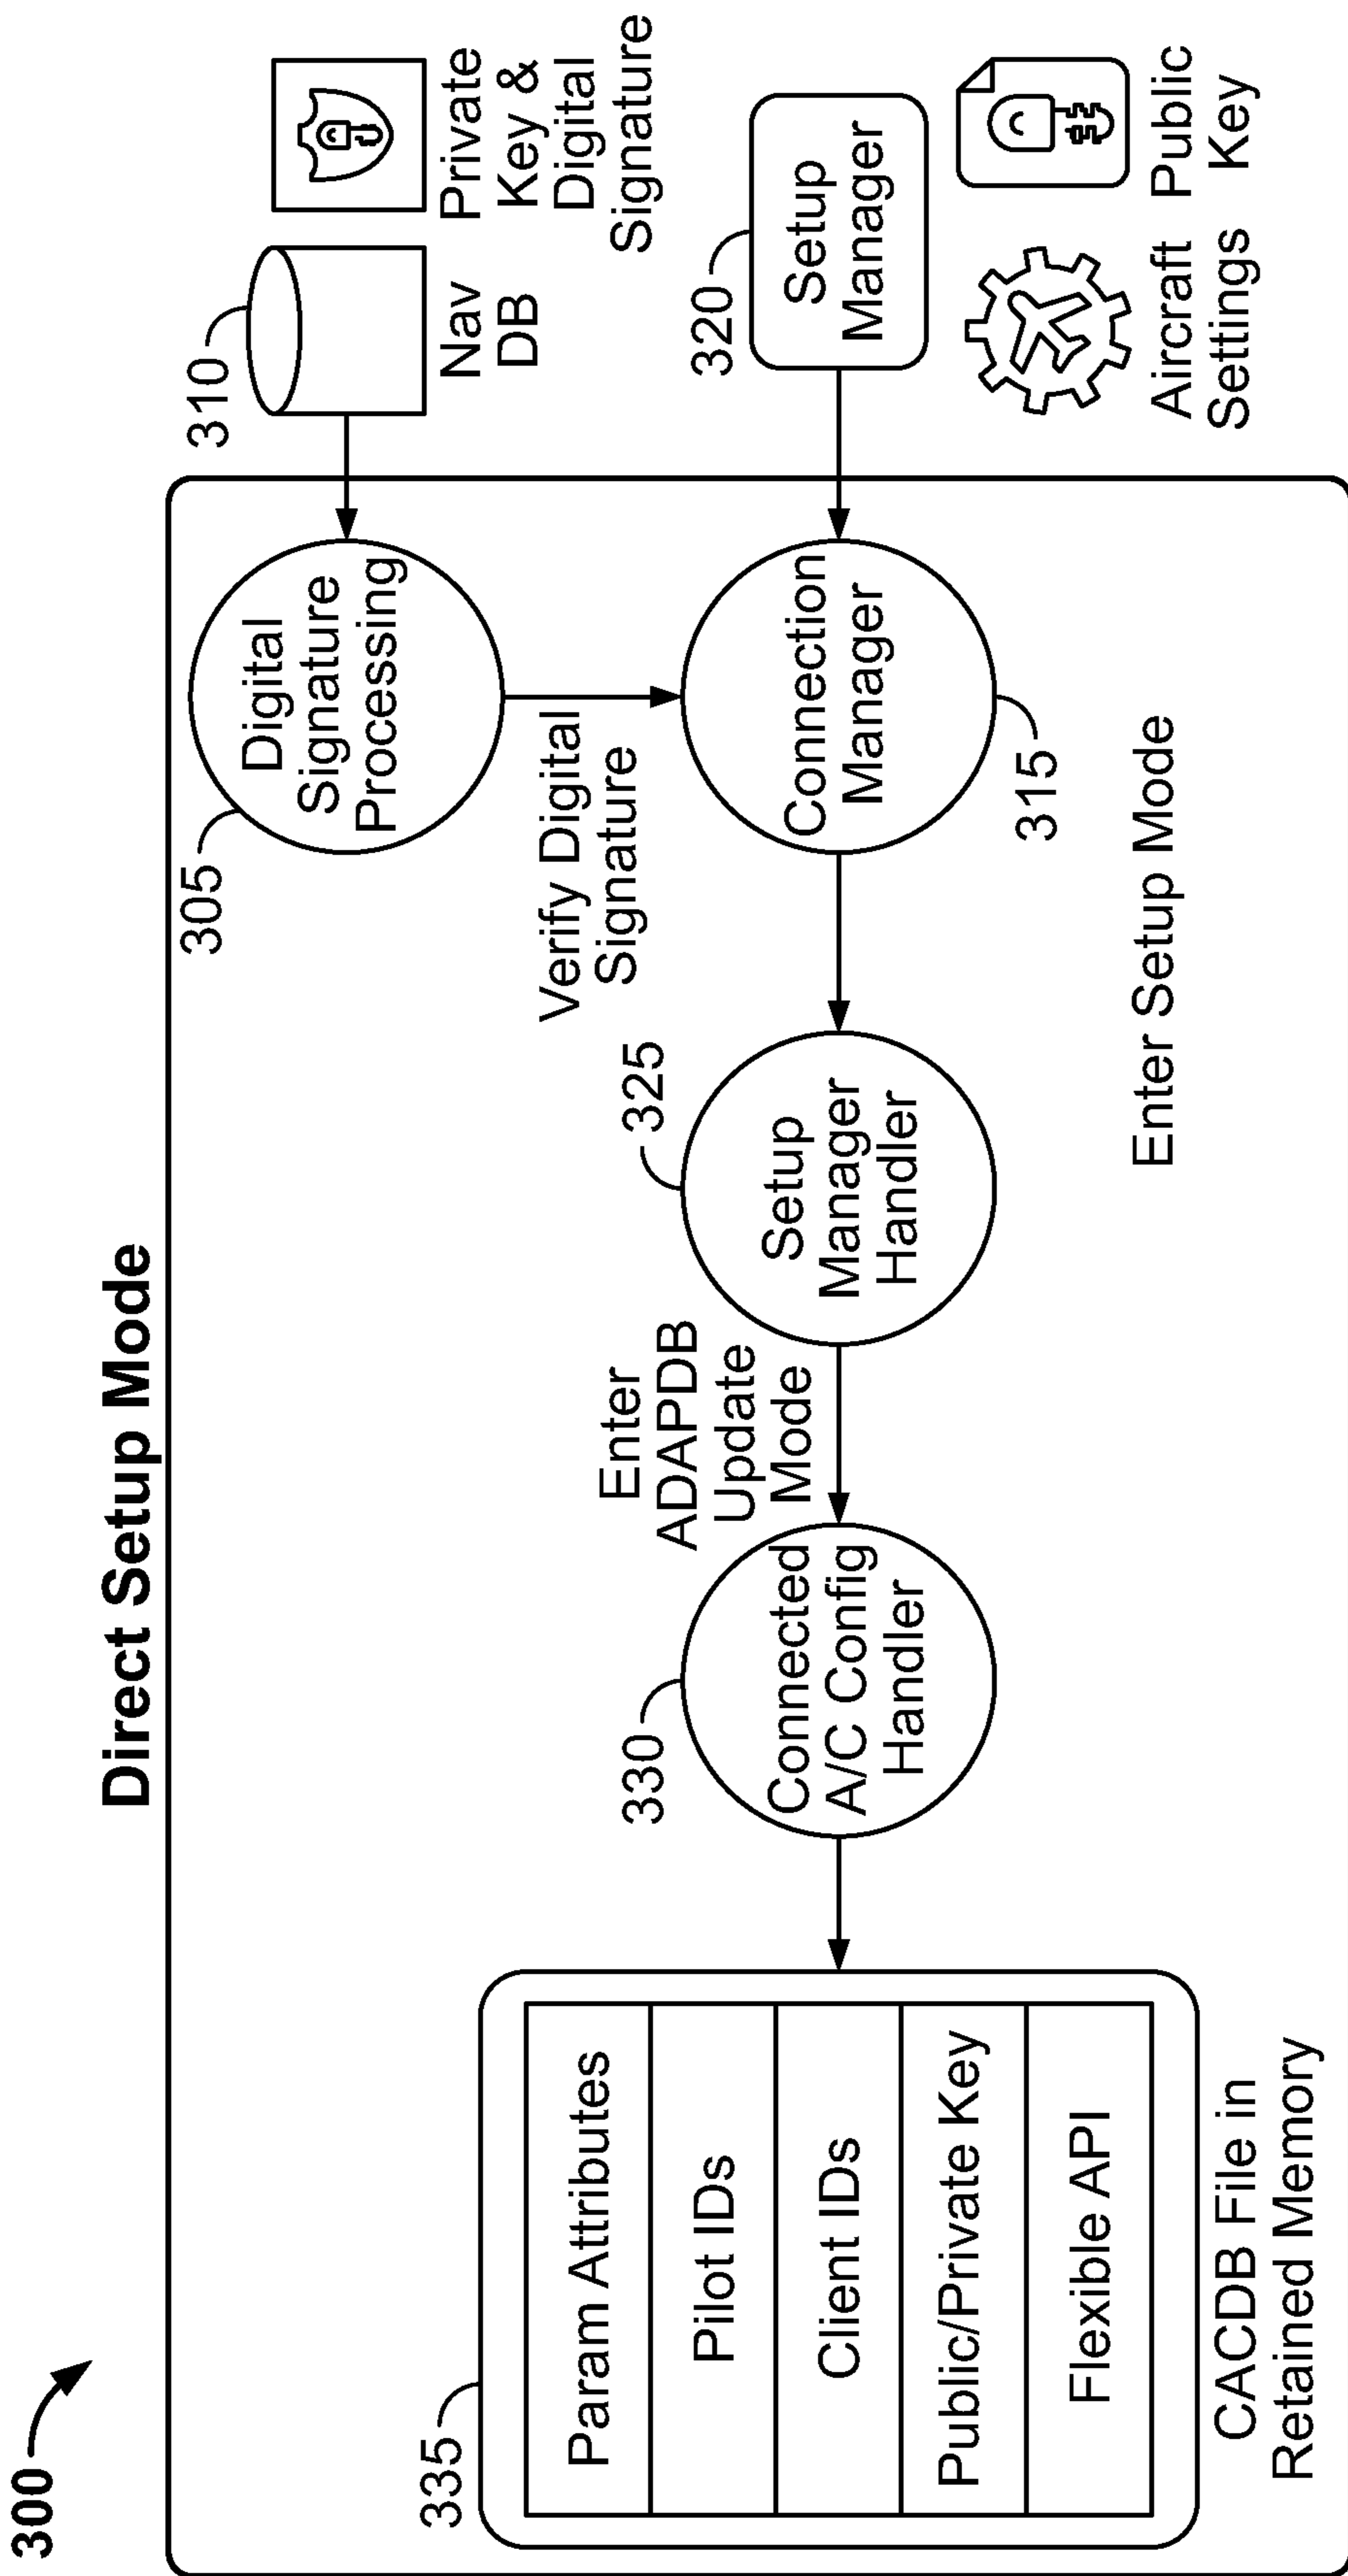 300
Direct Setup Mode
335
Param Attributes
Pilot IDs
Client IDs
Public/Private Key
Flexible API
CACDB File in
Retained Memory
330
Connected
A/C Config
Handler
Enter
ADAPDB
Update
Mode
325
Setup
Manager
Handler
305
Digital
Signature
Processing
Verify Digital
Signature
Connection
Manager
315
Enter Setup Mode
310
Nav
DB
Private
Key &
Digital
Signature
320
Setup
Manager
Aircraft
Settings
Public
Key